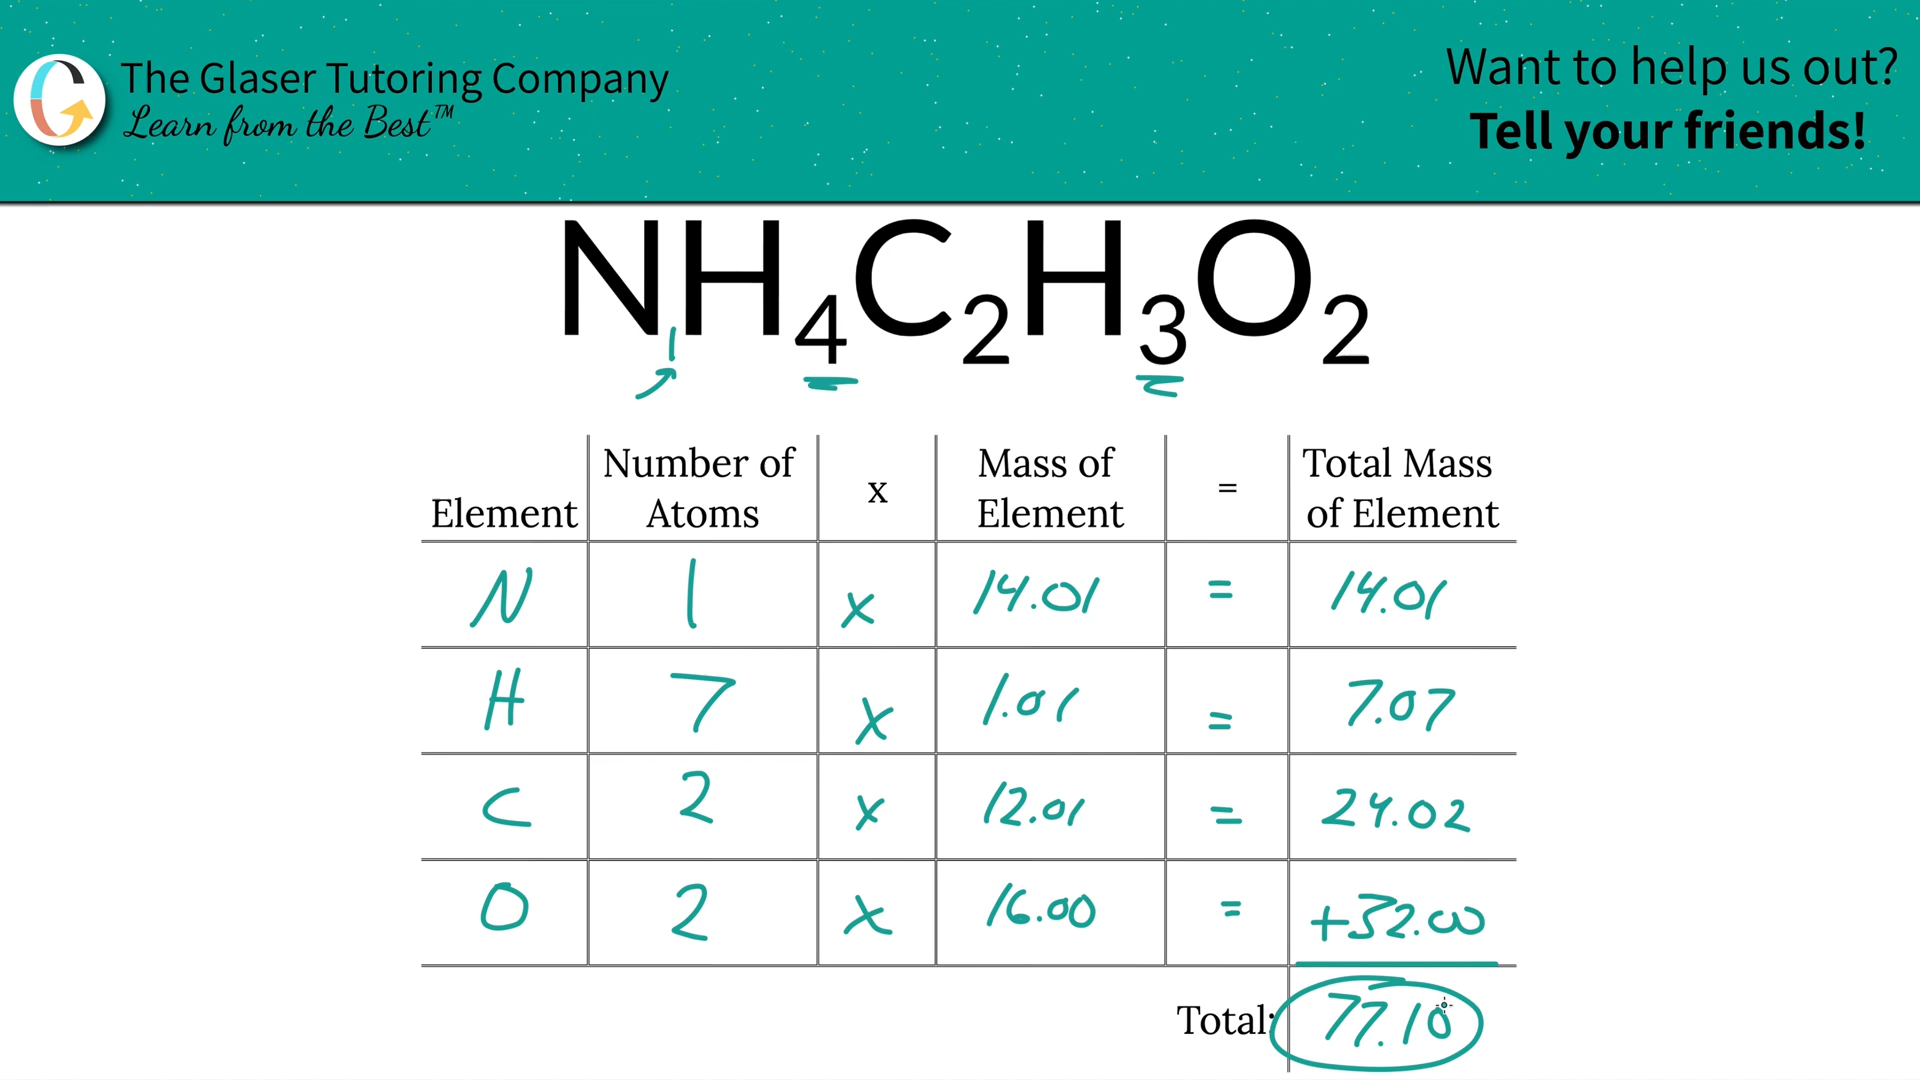 The Glaser Tutoring Company
Learn from the Best™
Want to help us out?
Tell your friends!
NH₄C₂H₃O₂
1
Element Number of Atoms x Mass of Element = Total Mass of Element
N 1 x 14.01 = 14.01
H 7 x 1.01 = 7.07
C 2 x 12.01 = 24.02
O 2 x 16.00 = +32.00
Total: 77.10